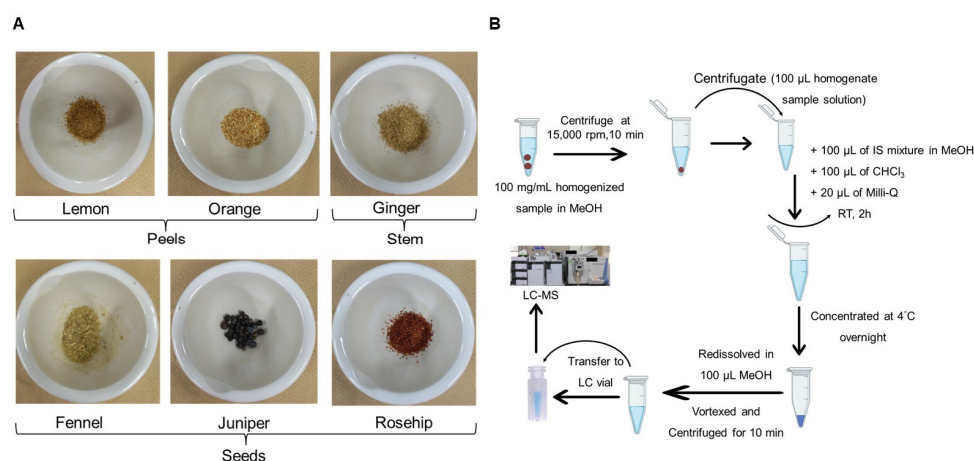 A
Lemon
Orange
Ginger
Peels
Stem
Fennel
Juniper
Rosehip
Seeds
B
Centrifuge at
15,000 rpm,10 min
100 mg/mL homogenized
sample in MeOH
Centrifugate (100 µL homogenate
sample solution)
+ 100 µL of IS mixture in MeOH
+ 100 µL of CHCl₃
+ 20 µL of Milli-Q
RT, 2h
Concentrated at 4°C
overnight
Redissolved in
100 µL MeOH
Vortexed and
Centrifuged for 10 min
Transfer to
LC vial
LC-MS